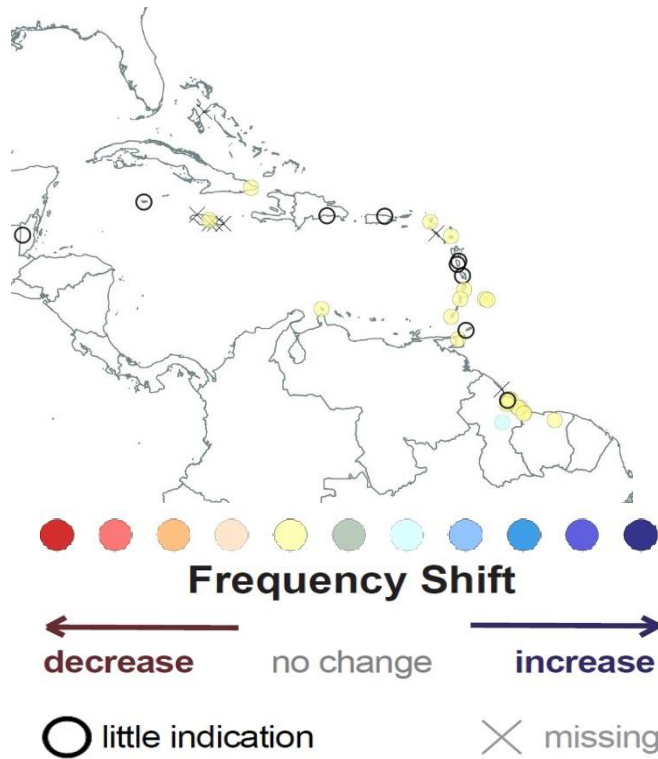 Frequency Shift
decrease no change increase
little indication missing